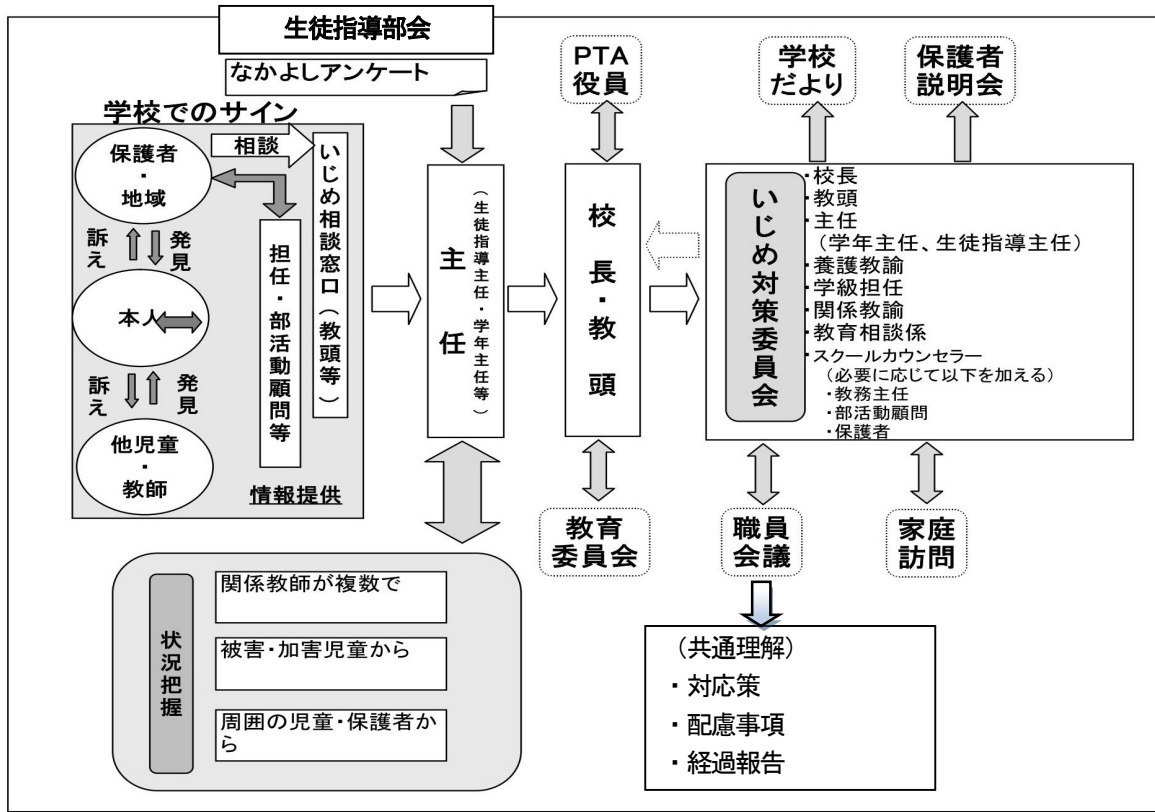 生徒指導部会
なかよしアンケート
学校でのサイン
保護者
・
地域
相談
いじめ相談窓口（教頭等）
訴え
発見
担任・部活動顧問等
本人
訴え
発見
他児童
・
教師
情報提供
主任
（生徒指導主任・学年主任等）
PTA
役員
校長・教頭
教育
委員会
学校
だより
保護者
説明会
いじめ対策委員会
・校長
・教頭
・主任
（学年主任、生徒指導主任）
・養護教諭
・学級担任
・関係教諭
・教育相談係
・スクールカウンセラー
（必要に応じて以下を加える）
・教務主任
・部活動顧問
・保護者
職員
会議
家庭
訪問
状況把握
関係教師が複数で
被害・加害児童から
周囲の児童・保護者か
ら
（共通理解）
・対応策
・配慮事項
・経過報告